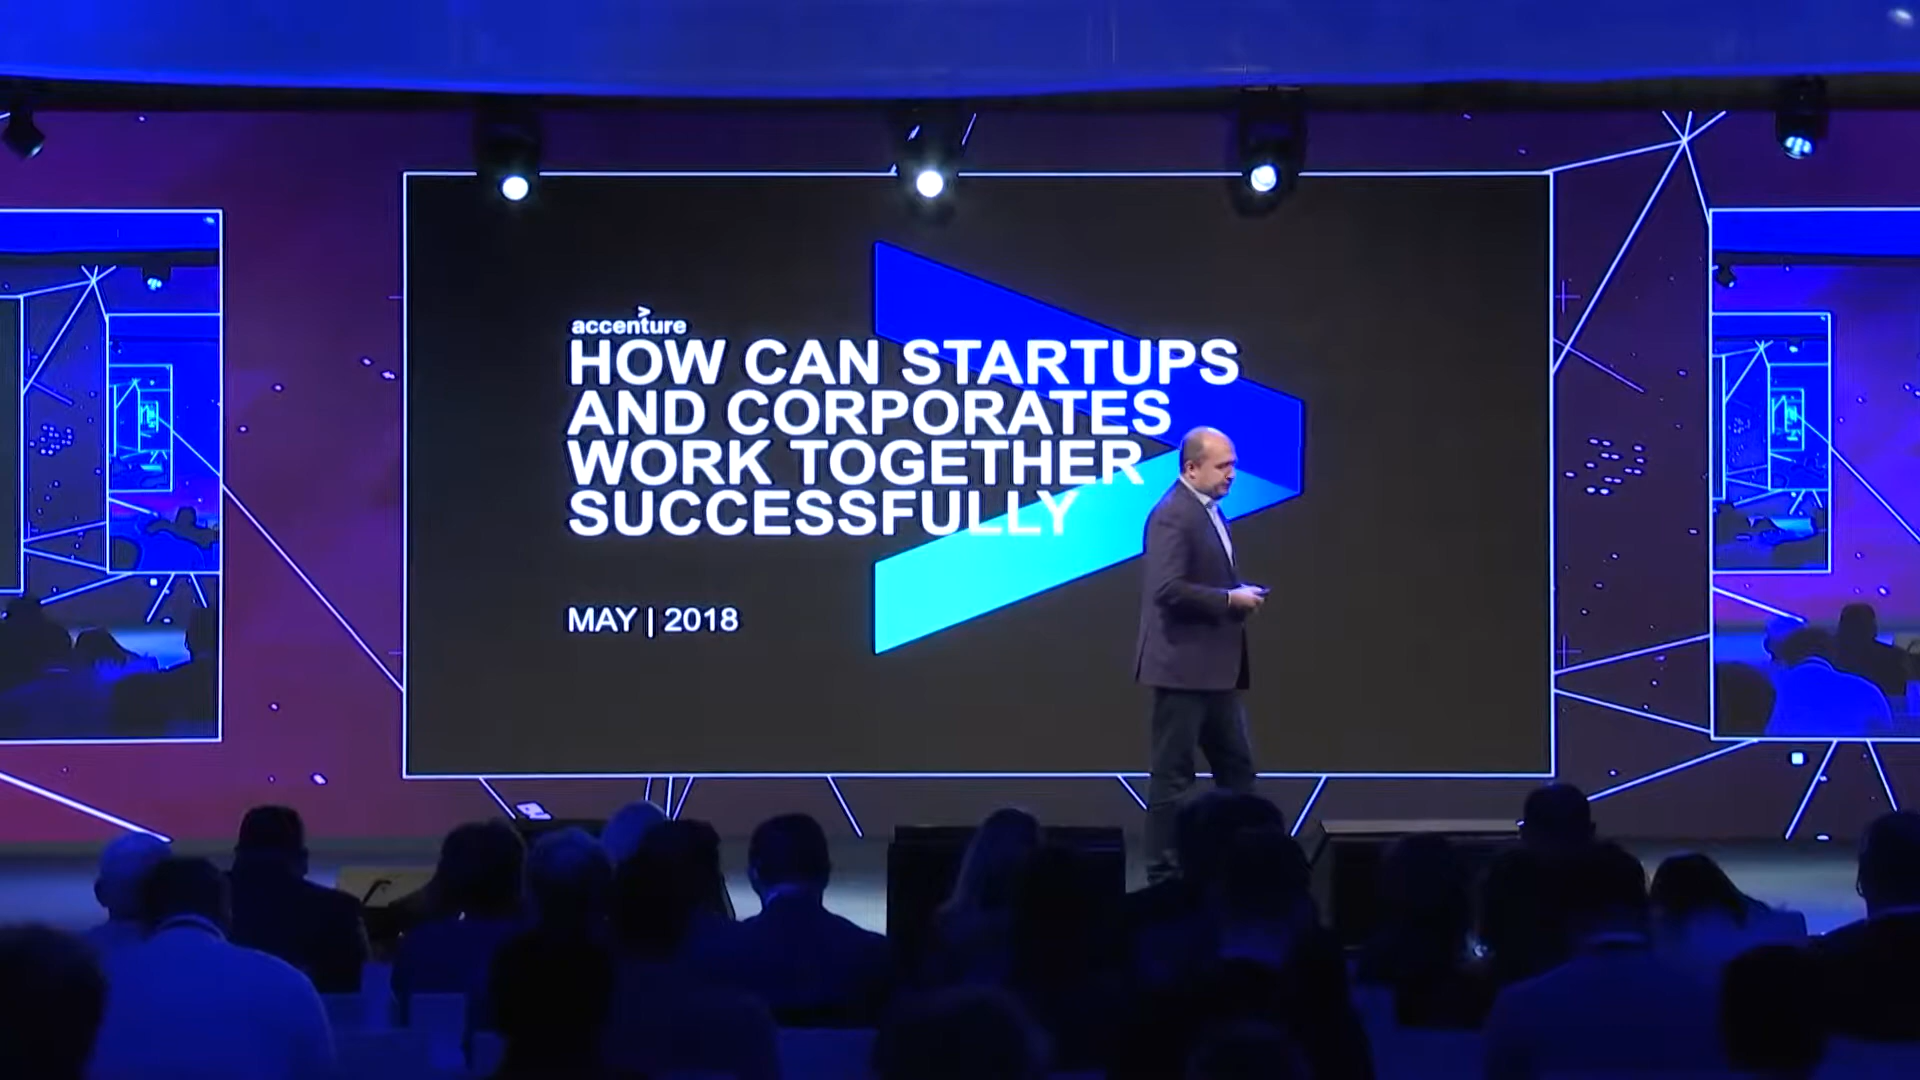 accenture
HOW CAN STARTUPS
AND CORPORATES
WORK TOGETHER
SUCCESSFULLY
MAY | 2018